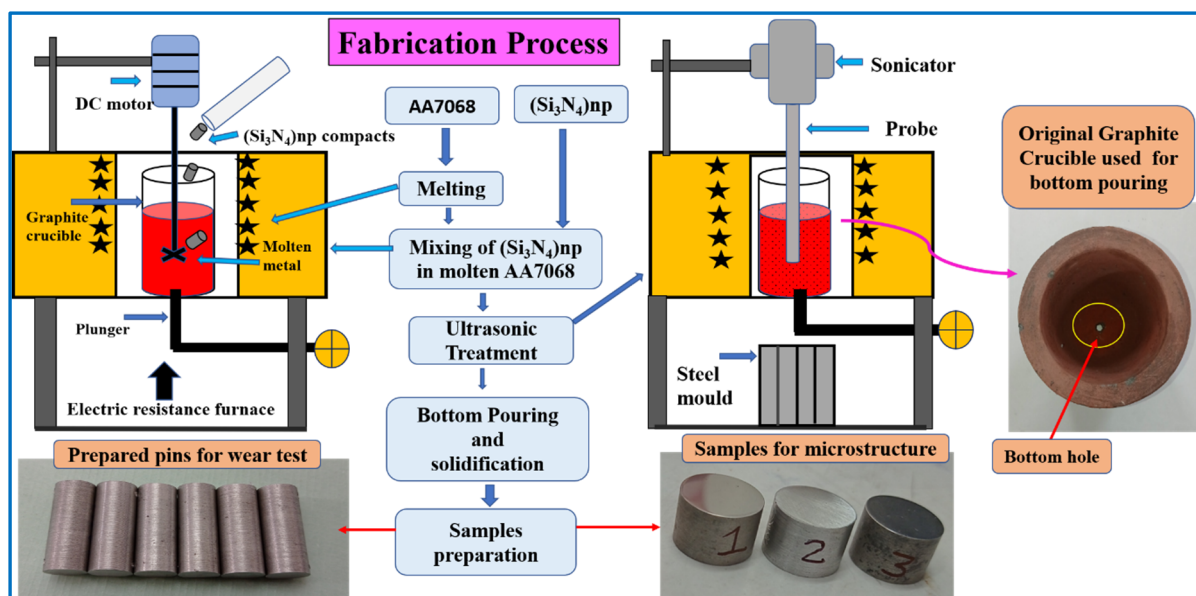 Fabrication Process
DC motor
(Si₃N₄)np compacts
Graphite
crucible
Molten
metal
Plunger
Electric resistance furnace
AA7068
(Si₃N₄)np
Melting
Mixing of (Si₃N₄)np
in molten AA7068
Ultrasonic
Treatment
Bottom Pouring
and
solidification
Samples
preparation
Sonicator
Probe
Steel
mould
Original Graphite
Crucible used for
bottom pouring
Bottom hole
Prepared pins for wear test
Samples for microstructure
1
2
3